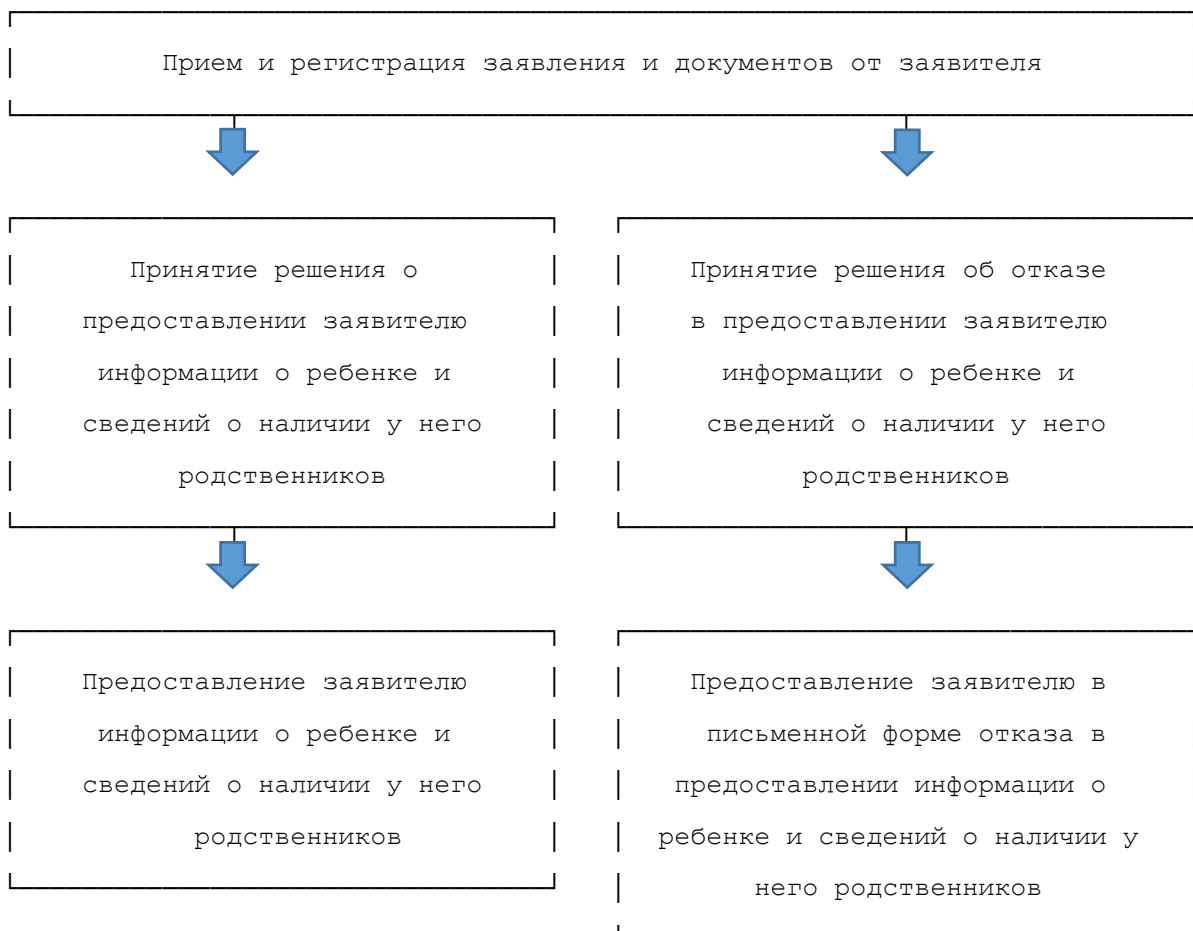 Прием и регистрация заявления и документов от заявителя
Принятие решения о
предоставлении заявителю
информации о ребенке и
сведений о наличии у него
родственников
Принятие решения об отказе
в предоставлении заявителю
информации о ребенке и
сведений о наличии у него
родственников
Предоставление заявителю
информации о ребенке и
сведений о наличии у него
родственников
Предоставление заявителю в
письменной форме отказа в
предоставлении информации о
ребенке и сведений о наличии у
него родственников